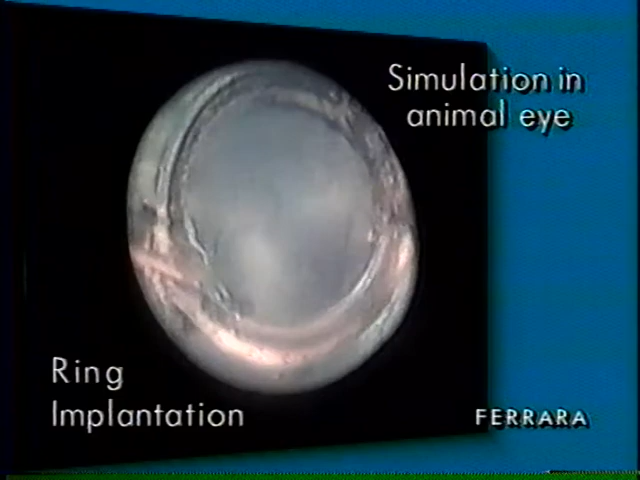 Simulation in
animal eye
Ring
Implantation
FERRARA